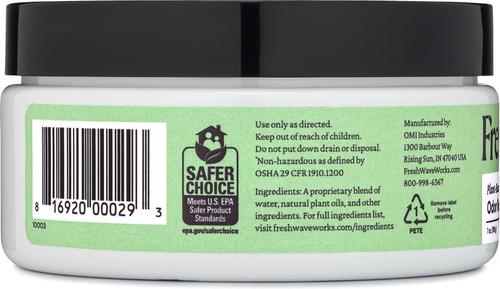 8 16920 00029 3
10003
SAFER
CHOICE
Meets U.S. EPA
Safer Product
Standards
epa.gov/saferchoice
Use only as directed.
Keep out of reach of children.
Do not put down drain or disposal.
*Non-hazardous as defined by
OSHA 29 CFR 1910.1200
Ingredients: A proprietary blend of
water, natural plant oils, and other
ingredients. For full ingredients list,
visit freshwaveworks.com/ingredients
Manufactured by:
OMI Industries
1300 Barbour Way
Rising Sun, IN 47040 USA
FreshWaveWorks.com
800-998-6367
1
PETE
Remove label
before
recycling.
Fre
Plant-Ba
Odor